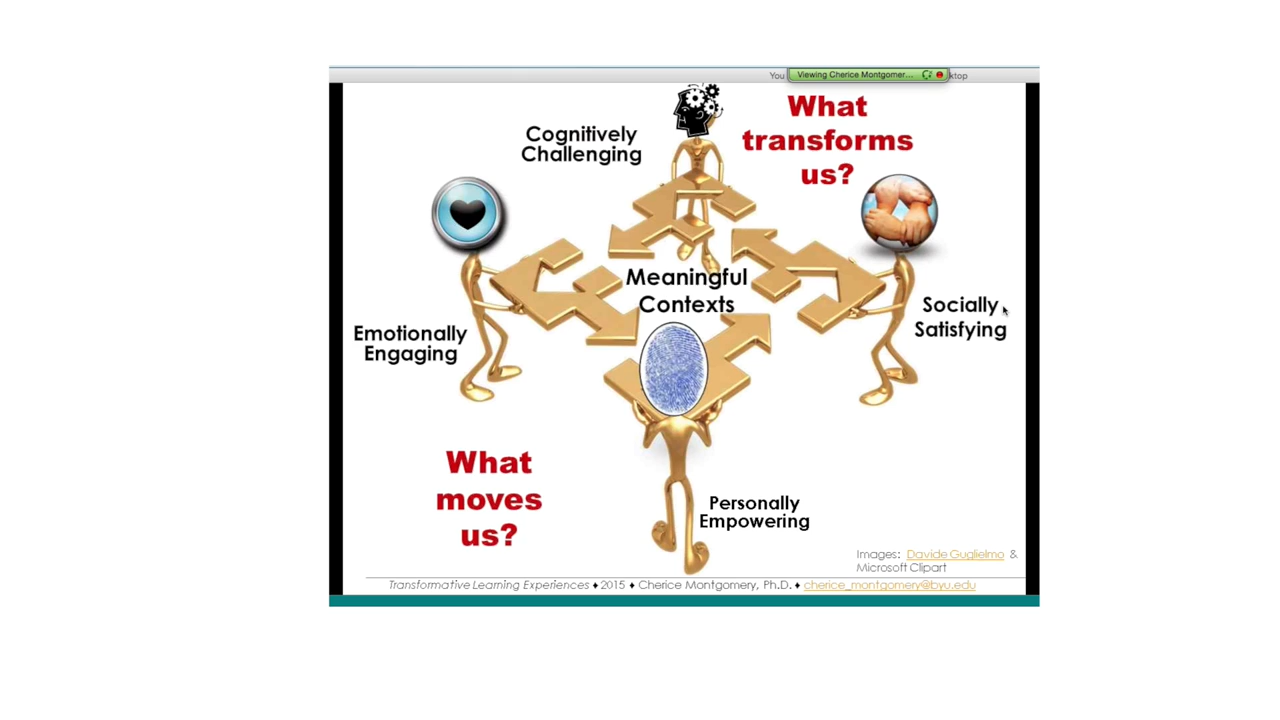 You
Viewing Cherice Montgomer...
ktop
What
transforms
us?
Cognitively
Challenging
Meaningful
Contexts
Socially
Satisfying
Emotionally
Engaging
What
moves
us?
Personally
Empowering
Images: Davide Guglielmo &
Microsoft Clipart
Transformative Learning Experiences ♦ 2015 ♦ Cherice Montgomery, Ph.D. ♦ cherice_montgomery@byu.edu